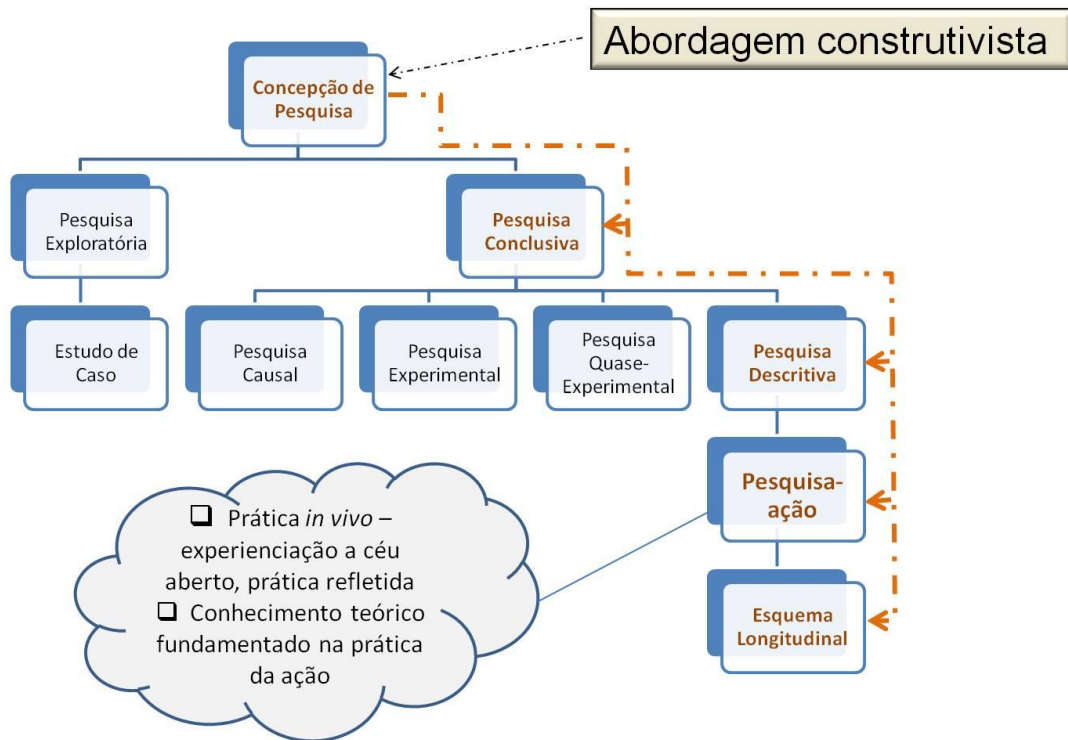 Abordagem construtivista
Concepção de
Pesquisa
Pesquisa
Exploratória
Pesquisa
Conclusiva
Estudo de
Caso
Pesquisa
Causal
Pesquisa
Experimental
Pesquisa
Quase-
Experimental
Pesquisa
Descritiva
Pesquisa-
ação
Esquema
Longitudinal
❑ Prática in vivo –
experienciação a céu
aberto, prática refletida
❑ Conhecimento teórico
fundamentado na prática
da ação